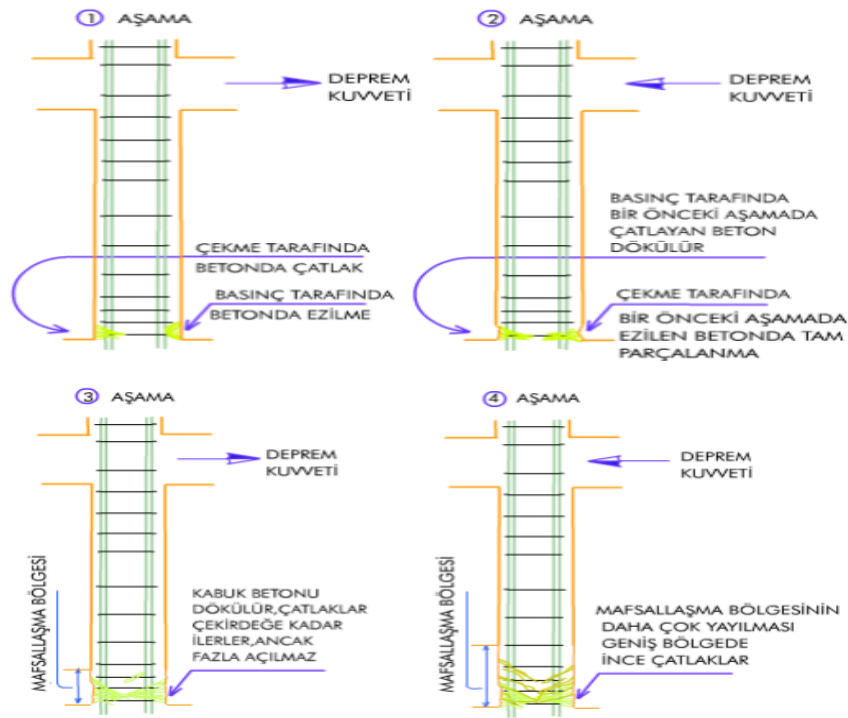 1 AŞAMA
DEPREM
KUVVETİ
ÇEKME TARAFINDA
BETONDA ÇATLAK
BASINÇ TARAFINDA
BETONDA EZİLME
2 AŞAMA
DEPREM
KUVVETİ
BASINÇ TARAFINDA
BİR ÖNCEKİ AŞAMADA
ÇATLAYAN BETON
DÖKÜLÜR
ÇEKME TARAFINDA
BİR ÖNCEKİ AŞAMADA
EZİLEN BETONDA TAM
PARÇALANMA
3 AŞAMA
DEPREM
KUVVETİ
MAFSALLAŞMA BÖLGESİ
KABUK BETONU
DÖKÜLÜR,ÇATLAKLAR
ÇEKİRDEĞE KADAR
İLERLER,ANCAK
FAZLA AÇILMAZ
4 AŞAMA
DEPREM
KUVVETİ
MAFSALLAŞMA BÖLGESİ
MAFSALLAŞMA BÖLGESİNİN
DAHA ÇOK YAYILMASI
GENİŞ BÖLGEDE
İNCE ÇATLAKLAR